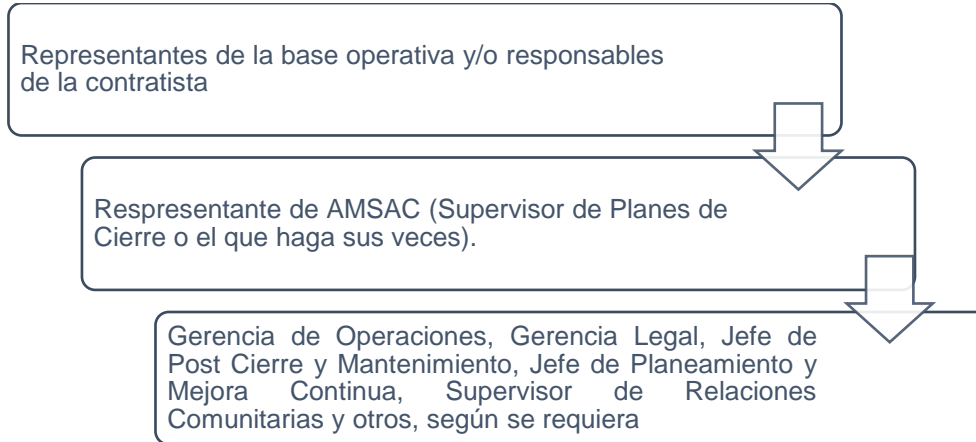 Representantes de la base operativa y/o responsables
de la contratista
Respresentante de AMSAC (Supervisor de Planes de
Cierre o el que haga sus veces).
Gerencia de Operaciones, Gerencia Legal, Jefe de
Post Cierre y Mantenimiento, Jefe de Planeamiento y
Mejora Continua, Supervisor de Relaciones
Comunitarias y otros, según se requiera